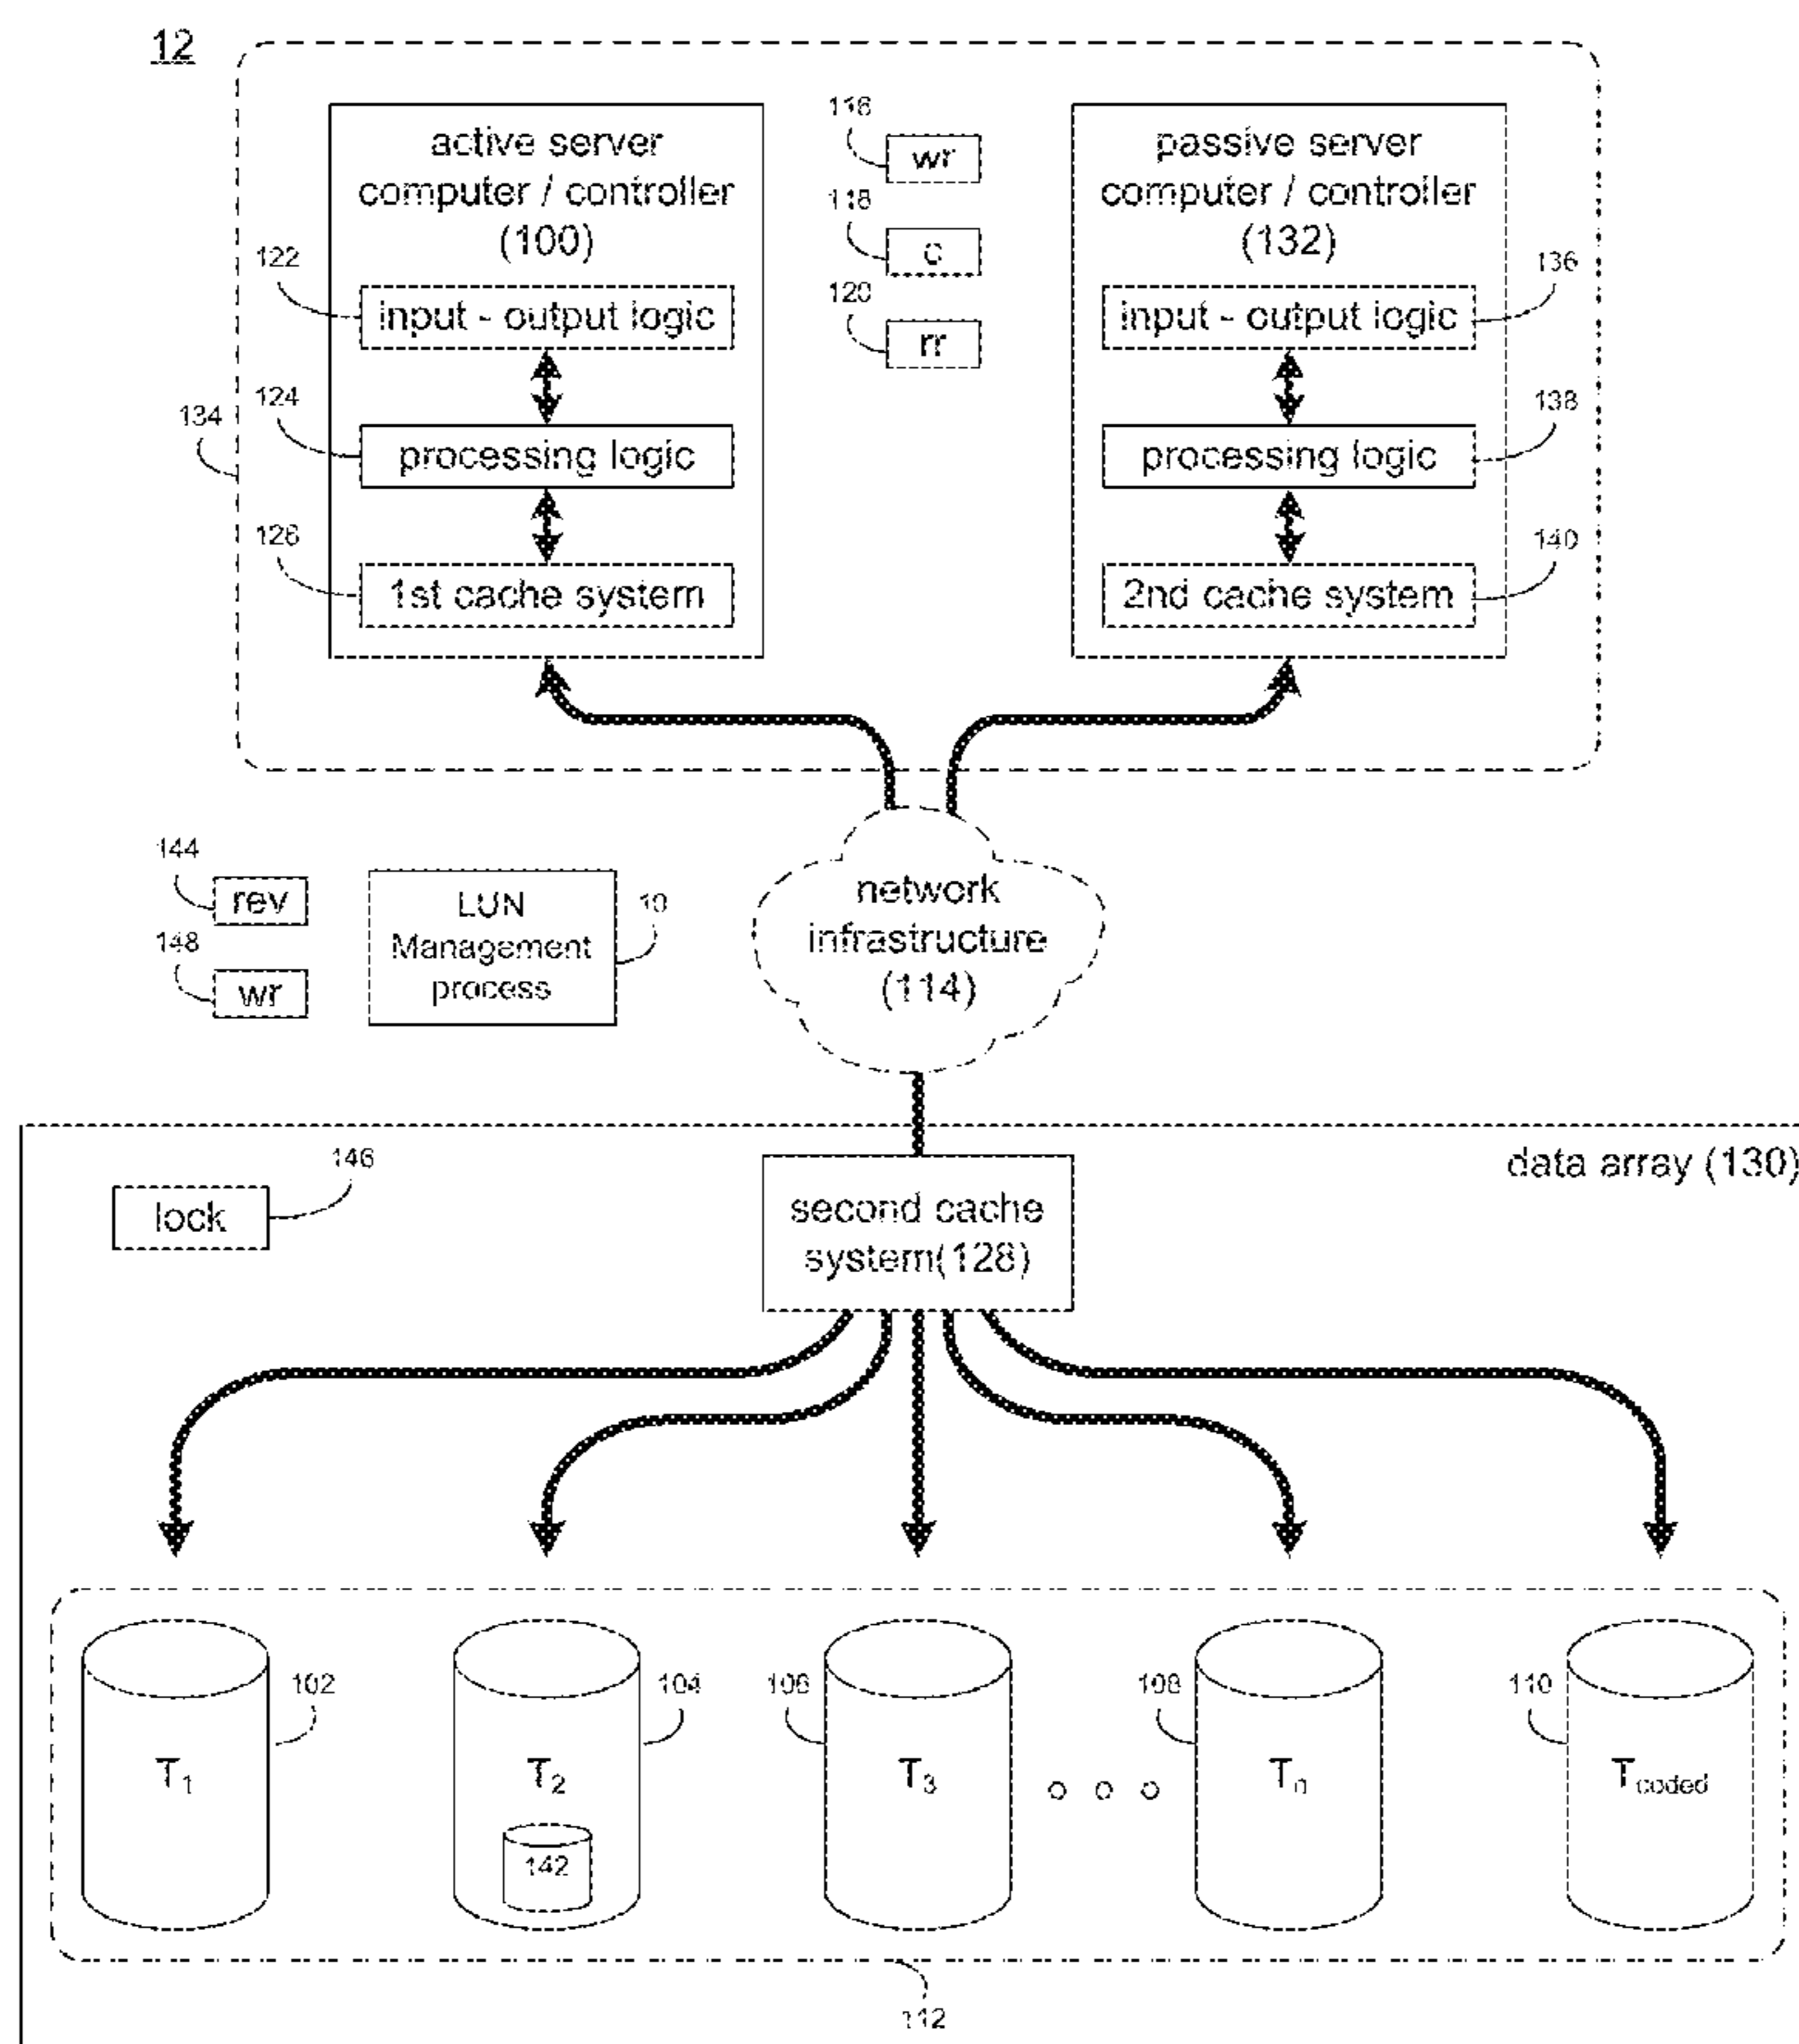 12
active server
computer / controller
(100)
122
input - output logic
124
processing logic
126
1st cache system
134
116
wr
118
c
120
rr
passive server
computer / controller
(132)
136
input - output logic
138
processing logic
140
2nd cache system
144
rev
148
wr
LUN
Management
process
10
network
infrastructure
(114)
data array (130)
146
lock
second cache
system(128)
102
T1
104
T2
142
106
T3
108
Tn
110
Tcoded
112